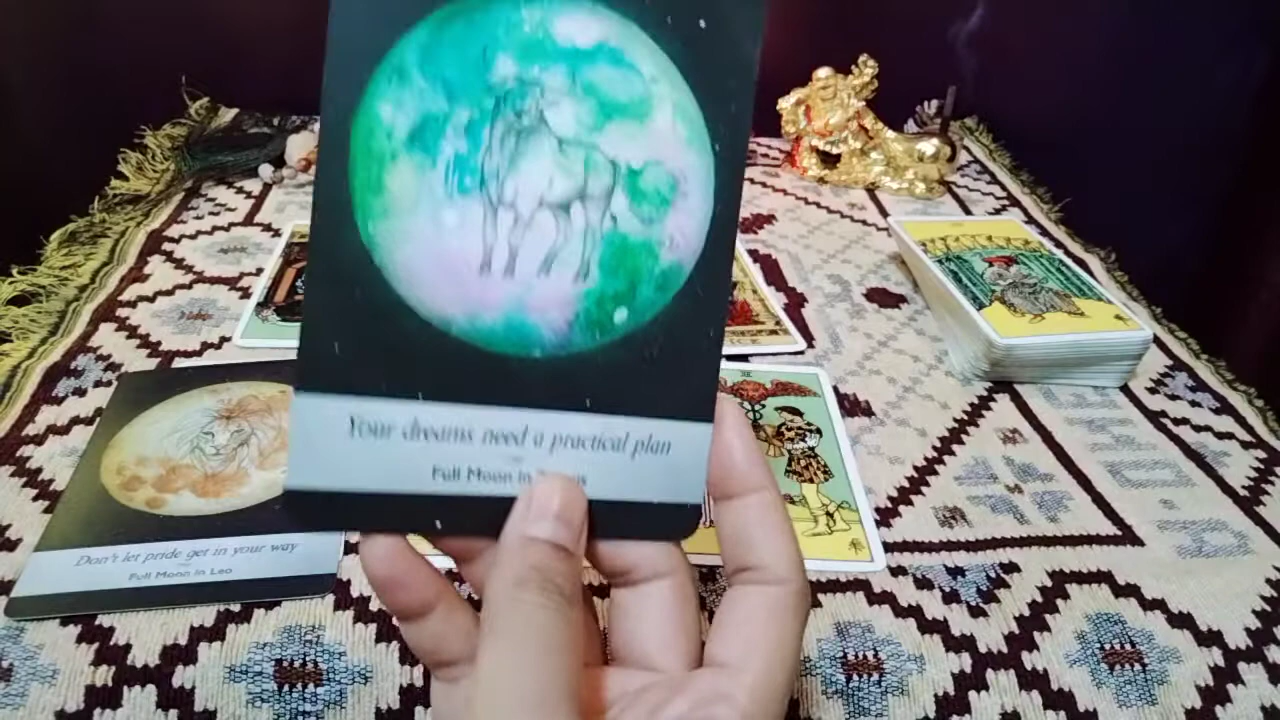 Your dreams need a practical plan
Full Moon in
Don't let pride get in your way
Full Moon in Leo